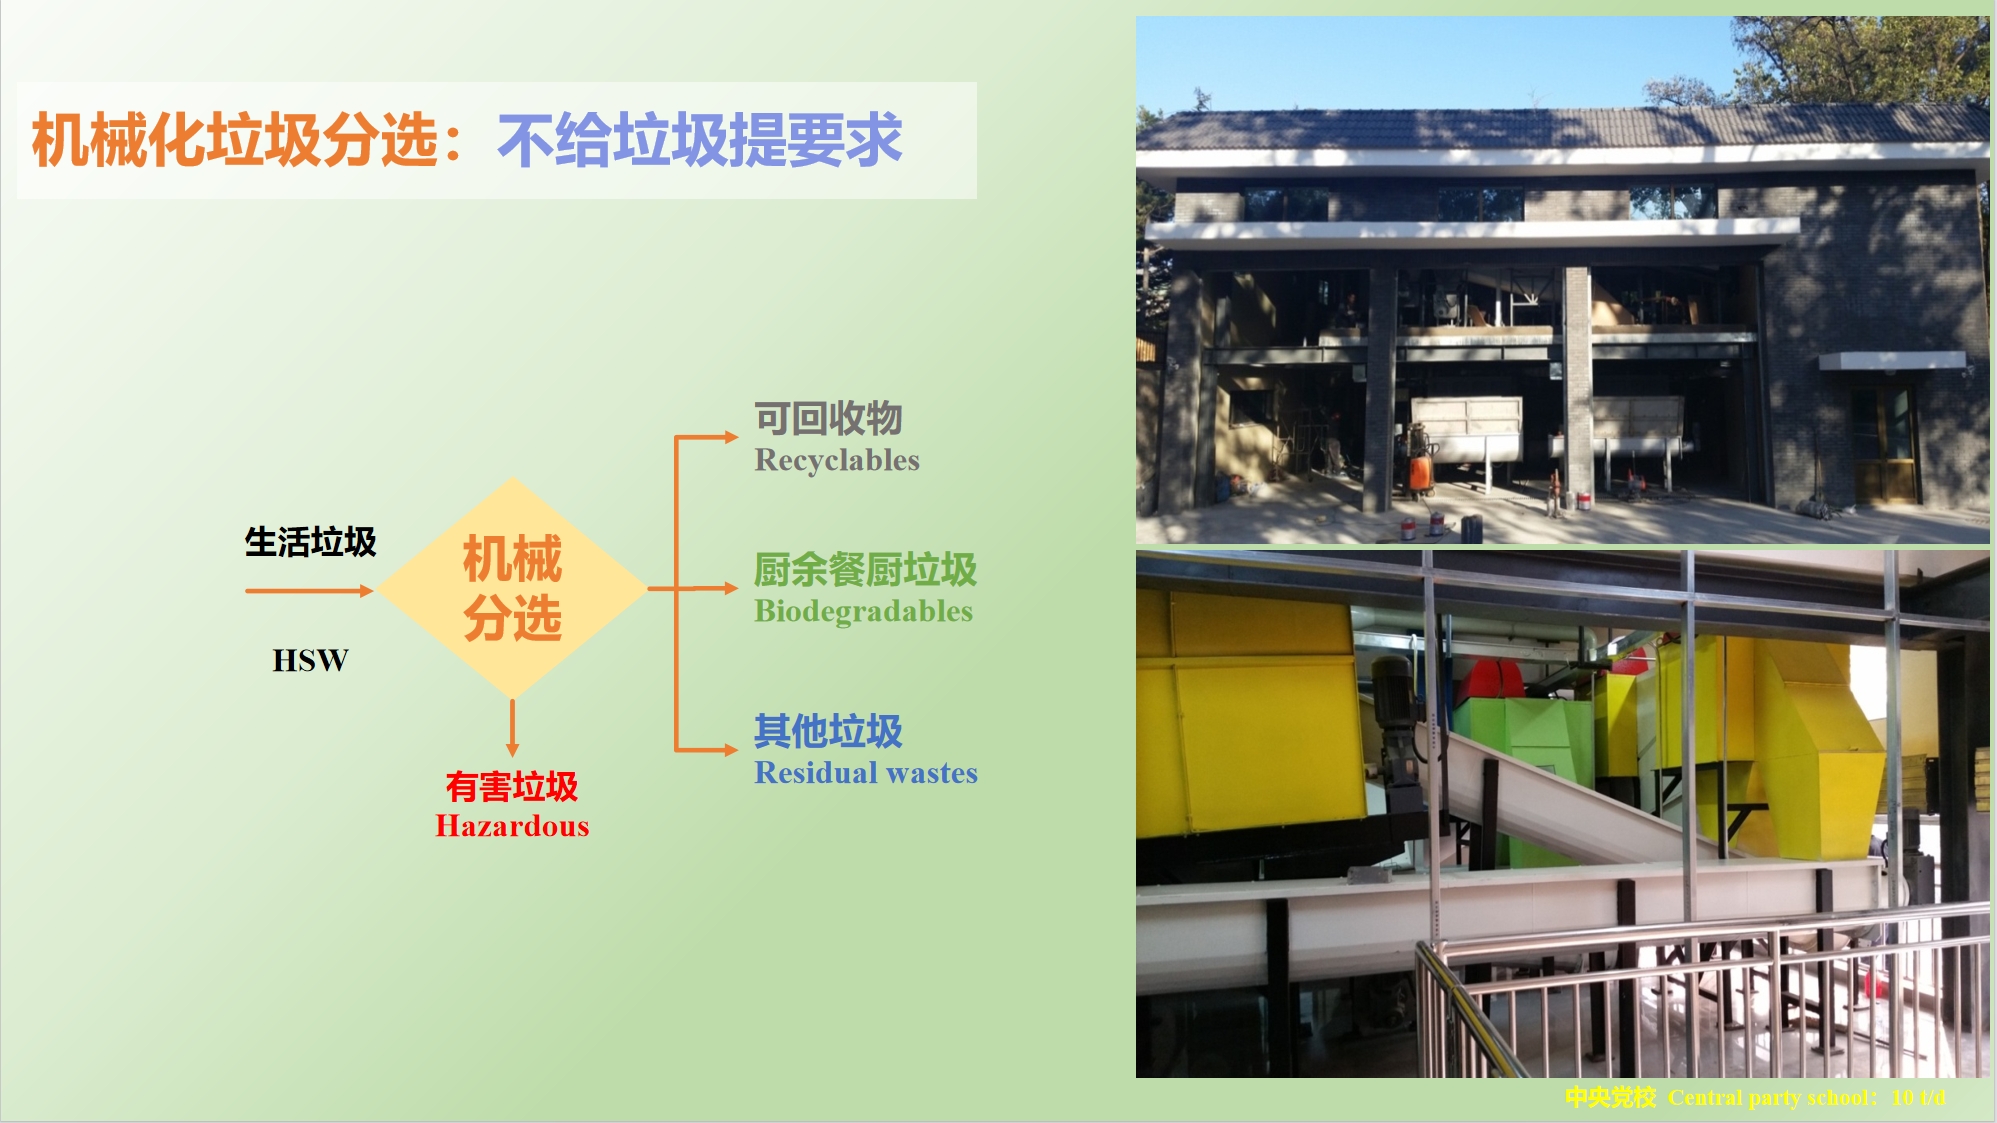 机械化垃圾分选：不给垃圾提要求
可回收物
Recyclables
生活垃圾
HSW
机械
分选
厨余餐厨垃圾
Biodegradables
其他垃圾
Residual wastes
有害垃圾
Hazardous
中央党校 Central party school：10 t/d